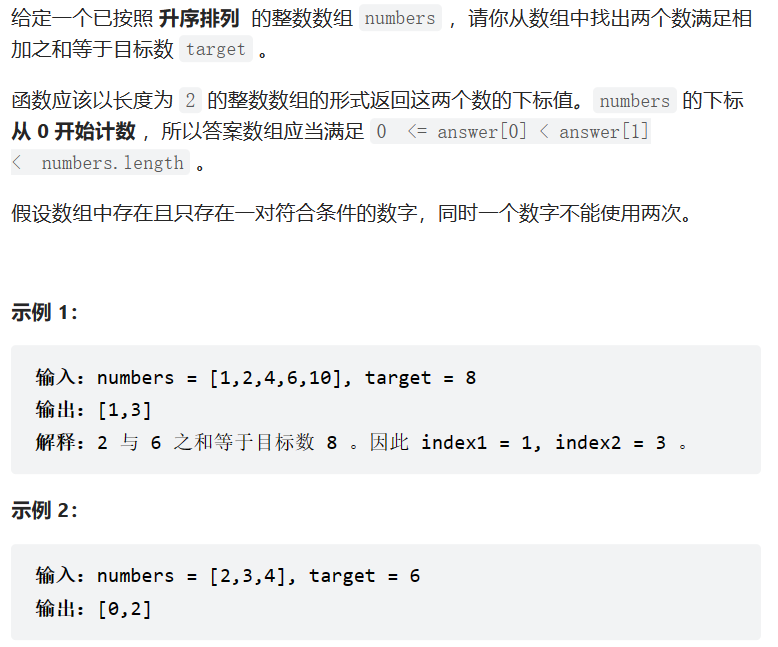 给定一个已按照 升序排列 的整数数组 numbers ，请你从数组中找出两个数满足相
加之和等于目标数 target 。
函数应该以长度为 2 的整数数组的形式返回这两个数的下标值。numbers 的下标
从 0 开始计数 ，所以答案数组应当满足 0 <= answer[0] < answer[1]
< numbers.length 。
假设数组中存在且只存在一对符合条件的数字，同时一个数字不能使用两次。
示例 1：
输入：numbers = [1,2,4,6,10], target = 8
输出：[1,3]
解释：2 与 6 之和等于目标数 8 。因此 index1 = 1, index2 = 3 。
示例 2：
输入：numbers = [2,3,4], target = 6
输出：[0,2]